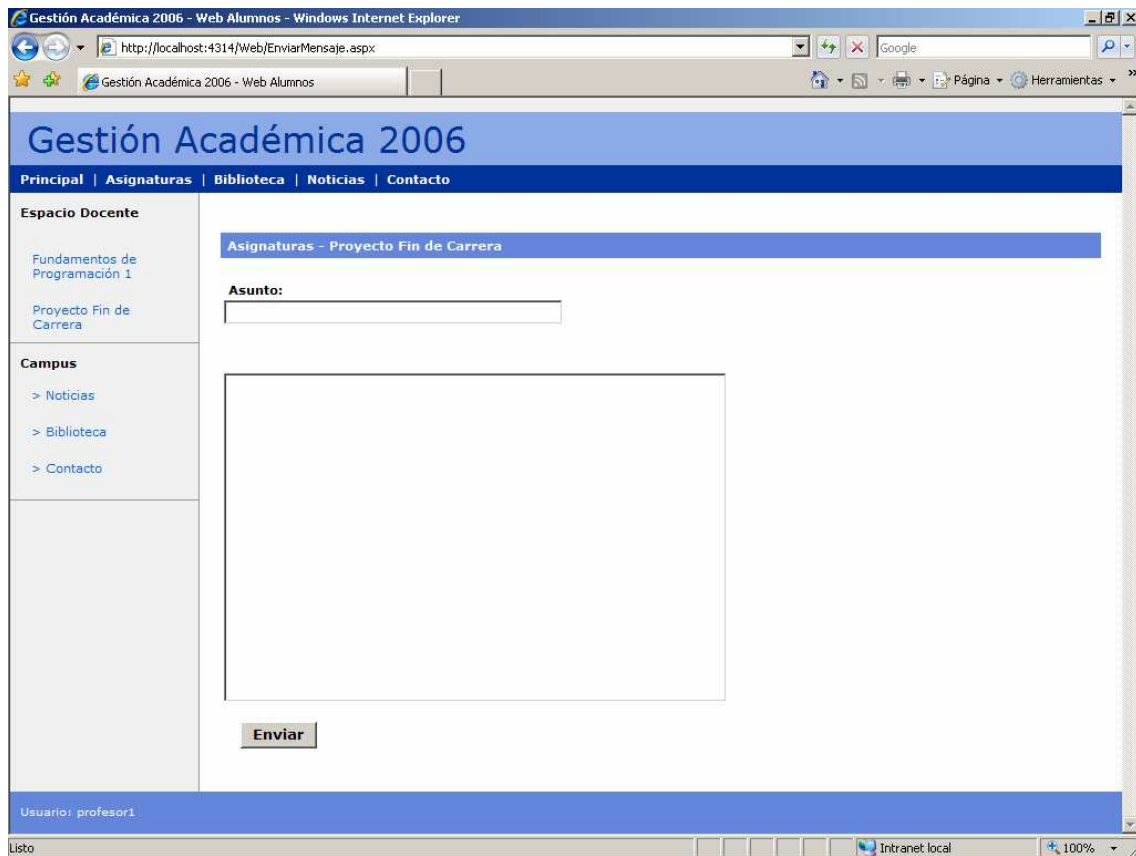 Gestión Académica 2006 - Web Alumnos - Windows Internet Explorer
http://localhost:4314/Web/EnviarMensaje.aspx
Google
Gestión Académica 2006 - Web Alumnos
Página
Herramientas
»
Gestión Académica 2006
Principal | Asignaturas | Biblioteca | Noticias | Contacto
Espacio Docente
Fundamentos de
Programación 1
Proyecto Fin de
Carrera
Campus
> Noticias
> Biblioteca
> Contacto
Asignaturas - Proyecto Fin de Carrera
Asunto:
Enviar
Usuario: profesor1
Listo
Intranet local
100%